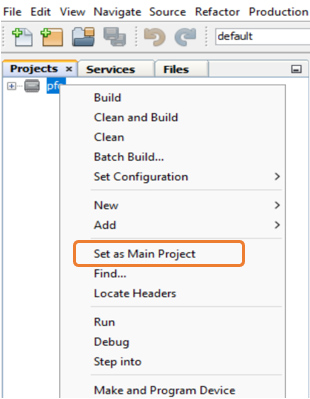 File Edit View Navigate Source Refactor Production
default
Projects × Services Files
Build
Clean and Build
Clean
Batch Build...
Set Configuration >
New >
Add >
Set as Main Project
Find...
Locate Headers
Run
Debug
Step into
Make and Program Device